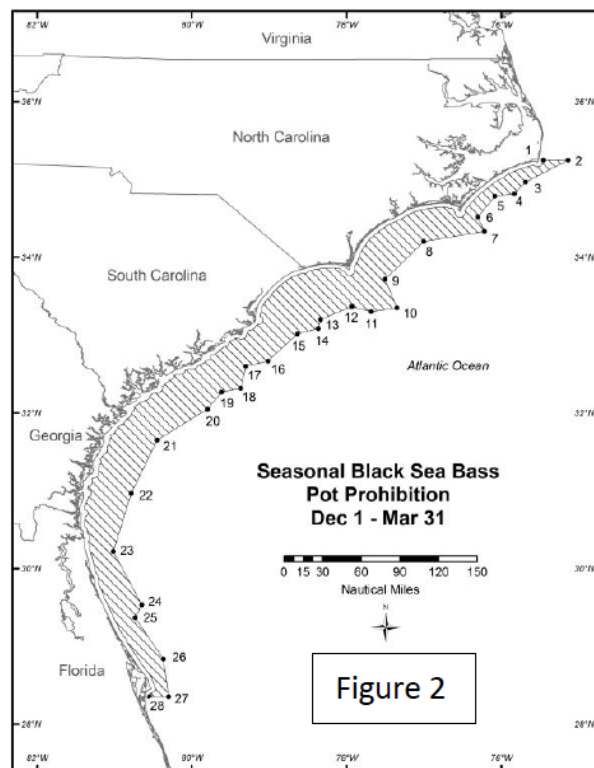 82°W 80°W 78°W 76°W
Virginia
36°N 36°N
North Carolina
1 2
3
5 4
6
7
8
34°N 34°N
South Carolina
9
10
12 11
13
14
15
16
17
Atlantic Ocean
18
19
20
32°N 32°N
Georgia
21
Seasonal Black Sea Bass
Pot Prohibition
Dec 1 - Mar 31
22
23
30°N 30°N
0 15 30 60 90 120 150
Nautical Miles
24
25
N
26
Florida
Figure 2
27
28
28°N 28°N
82°W 80°W 78°W 76°W